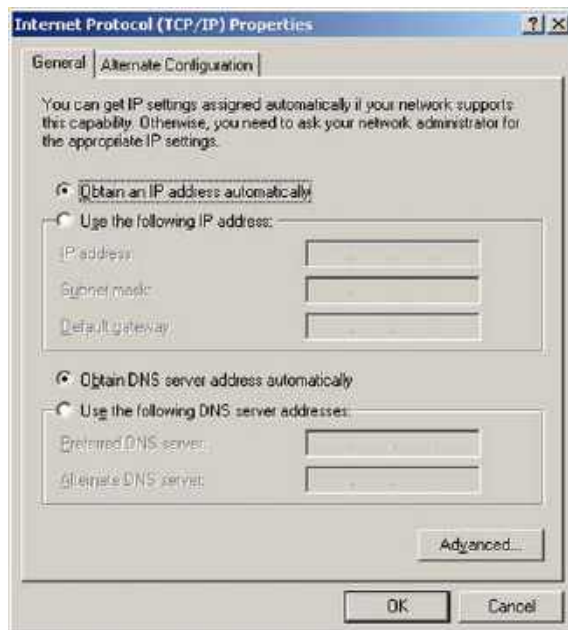 Internet Protocol (TCP/IP) Properties
General
Alternate Configuration
You can get IP settings assigned automatically if your network supports
this capability. Otherwise, you need to ask your network administrator for
the appropriate IP settings.
Obtain an IP address automatically
Use the following IP address:
IP address:
Subnet mask:
Default gateway:
Obtain DNS server address automatically
Use the following DNS server addresses:
Preferred DNS server:
Alternate DNS server:
Advanced...
OK
Cancel